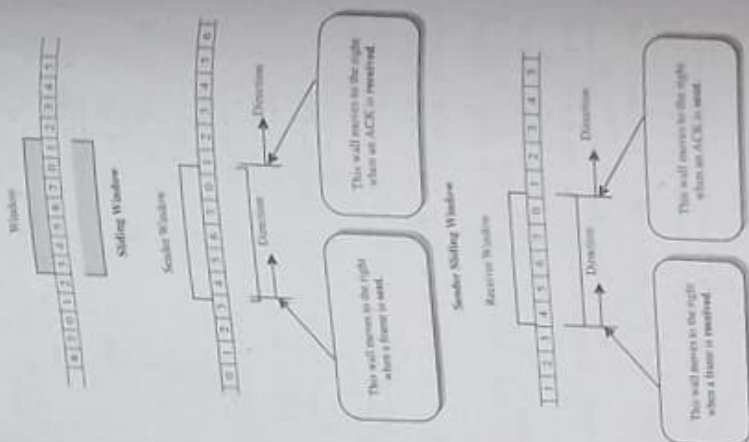 Window
6 7 0 1 2 3 4 5 6 7 0 1 2 3 4 5
Sliding Window
Sender Window
0 1 2 3 4 5 6 7 0 1 2 3 4 5 6
Direction
Direction
This wall moves to the right
when a frame is sent.
This wall moves to the right
when an ACK is received.
Sender Sliding Window
Receiver Window
1 2 3 4 5 6 7 0 1 2 3 4 5
Direction
Direction
This wall moves to the right
when a frame is received.
This wall moves to the right
when an ACK is sent.